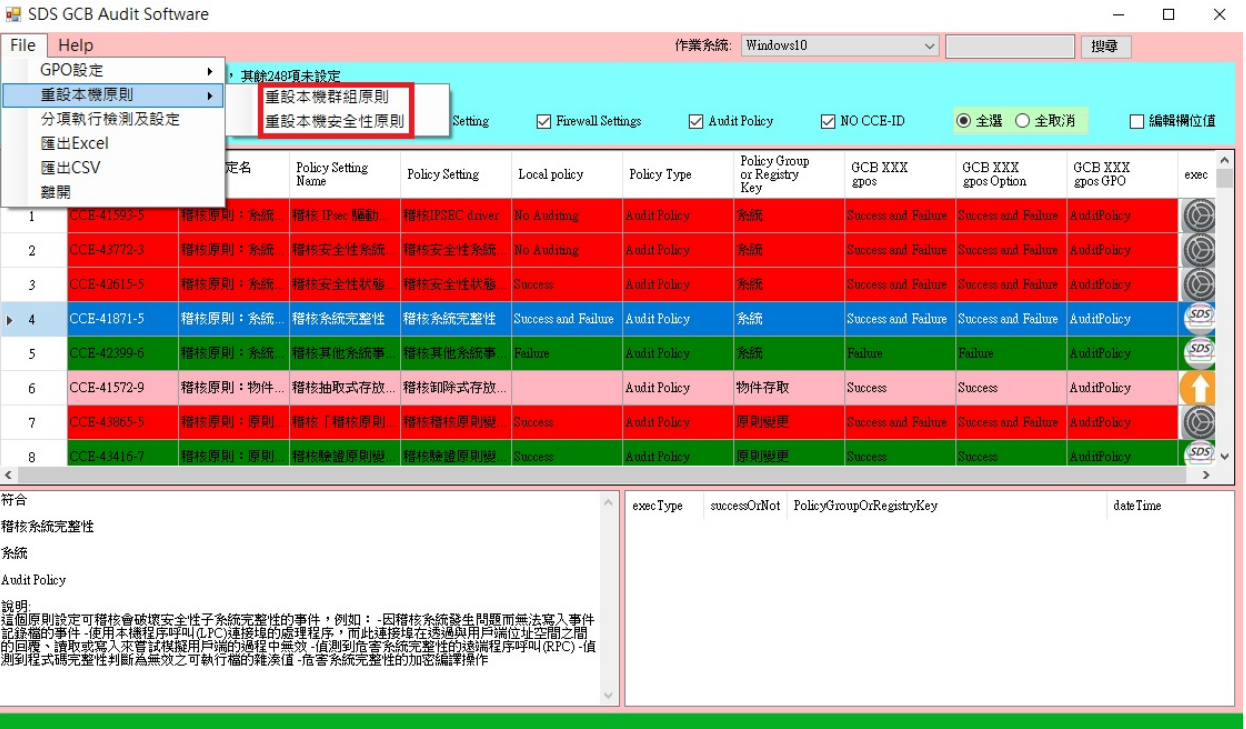 SDS GCB Audit Software
File Help 作業系統: Windows10 搜尋
GPO設定
重設本機原則
分項執行檢測及設定
匯出Excel
匯出CSV
離開
重設本機群組原則
重設本機安全性原則
，其餘248項未設定
Setting Firewall Settings Audit Policy NO CCE-ID 全選 全取消 編輯欄位值
定名 Policy Setting Name Policy Setting Local policy Policy Type Policy Group or Registry Key GCB XXX gpos GCB XXX gpos Option GCB XXX gpos GPO exec
1 CCE-41593-5 稽核原則：系統... 稽核 IPsec 驅動... 稽核IPSEC driver No Auditing Audit Policy 系統 Success and Failure Success and Failure AuditPolicy
2 CCE-43772-3 稽核原則：系統... 稽核安全性系統... 稽核安全性系統... No Auditing Audit Policy 系統 Success and Failure Success and Failure AuditPolicy
3 CCE-42615-5 稽核原則：系統... 稽核安全性狀態... 稽核安全性狀態... Success Audit Policy 系統 Success and Failure Success and Failure AuditPolicy
4 CCE-41871-5 稽核原則：系統... 稽核系統完整性 稽核系統完整性 Success and Failure Audit Policy 系統 Success and Failure Success and Failure AuditPolicy SDS
5 CCE-42399-6 稽核原則：系統... 稽核其他系統事... 稽核其他系統事... Failure Audit Policy 系統 Failure Failure AuditPolicy SDS
6 CCE-41572-9 稽核原則：物件... 稽核抽取式存放... 稽核卸除式存放... Audit Policy 物件存取 Success Success AuditPolicy
7 CCE-43865-5 稽核原則：原則... 稽核「稽核原則... 稽核稽核原則變... Success Audit Policy 原則變更 Success and Failure Success and Failure AuditPolicy
8 CCE-43416-7 稽核原則：原則... 稽核驗證原則變... 稽核驗證原則變... Success Audit Policy 原則變更 Success Success AuditPolicy SDS
符合
稽核系統完整性
系統
Audit Policy
說明:
這個原則設定可稽核會破壞安全性子系統完整性的事件，例如： -因稽核系統發生問題而無法寫入事件
記錄檔的事件 -使用本機程序呼叫(LPC)連接埠的處理程序，而此連接埠在透過與用戶端位址空間之間
的回覆、讀取或寫入來嘗試模擬用戶端的過程中無效 -偵測到危害系統完整性的遠端程序呼叫(RPC) -偵
測到程式碼完整性判斷為無效之可執行檔的雜湊值 -危害系統完整性的加密編譯操作
execType successOrNot PolicyGroupOrRegistryKey dateTime